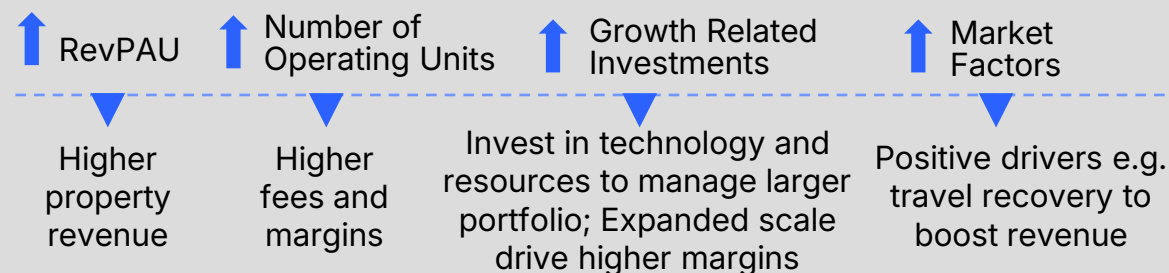 RevPAU
Number of
Operating Units
Growth Related
Investments
Market
Factors
Higher
property
revenue
Higher
fees and
margins
Invest in technology and
resources to manage larger
portfolio; Expanded scale
drive higher margins
Positive drivers e.g.
travel recovery to
boost revenue